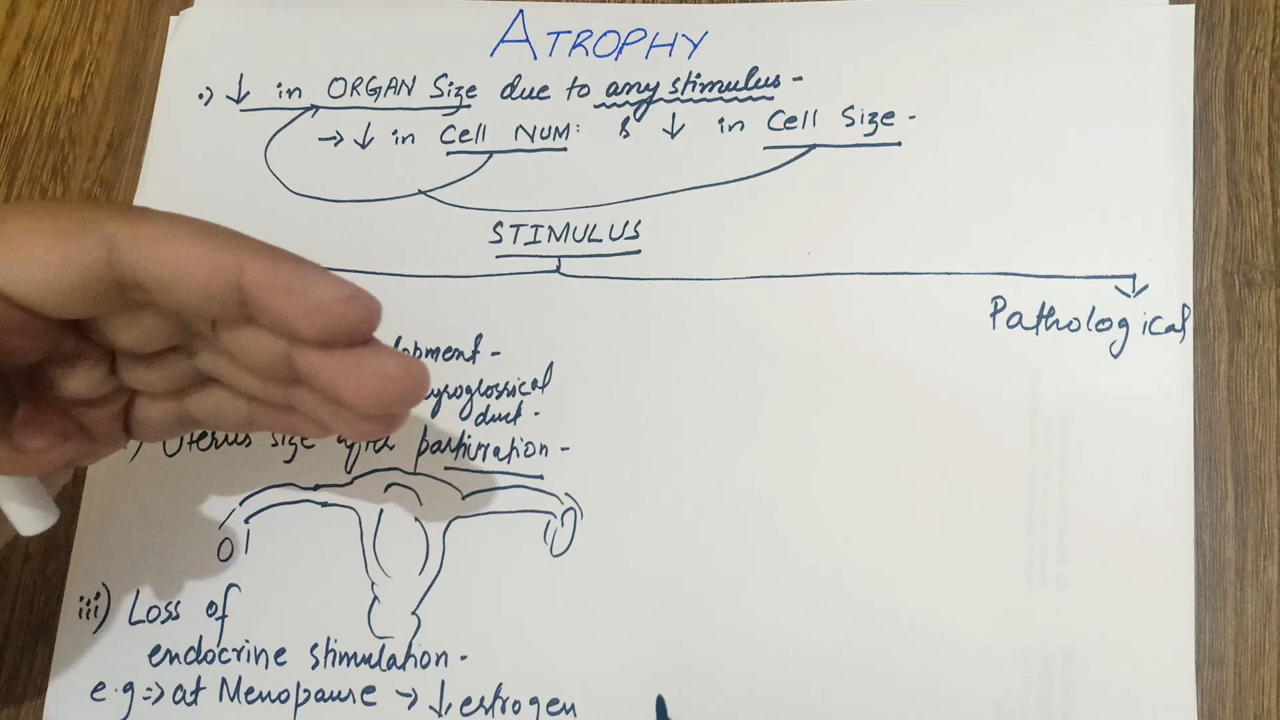 ATROPHY
.) ↓ in ORGAN Size due to any stimulus -
→ ↓ in Cell NUM: & ↓ in Cell Size .
STIMULUS
Pathological
duct .
Uterus size after parturation -
iii) Loss of
endocrine stimulation .
e.g => at Menopause → ↓ estrogen